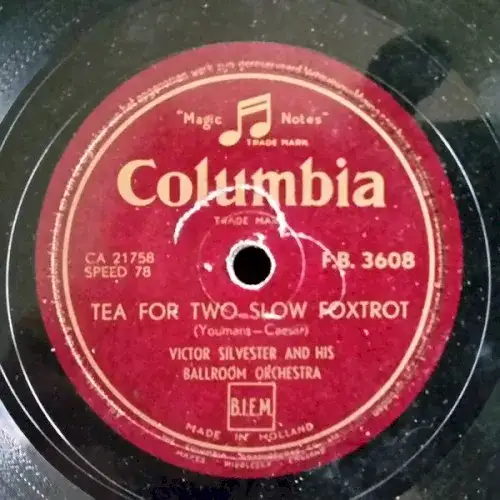 "Magic Notes"
TRADE MARK
Columbia
TRADE MARK
CA 21758
SPEED 78
F.B. 3608
TEA FOR TWO SLOW FOXTROT
(Youmans—Caesar)
VICTOR SILVESTER AND HIS
BALLROOM ORCHESTRA
B.I.E.M.
MADE IN HOLLAND